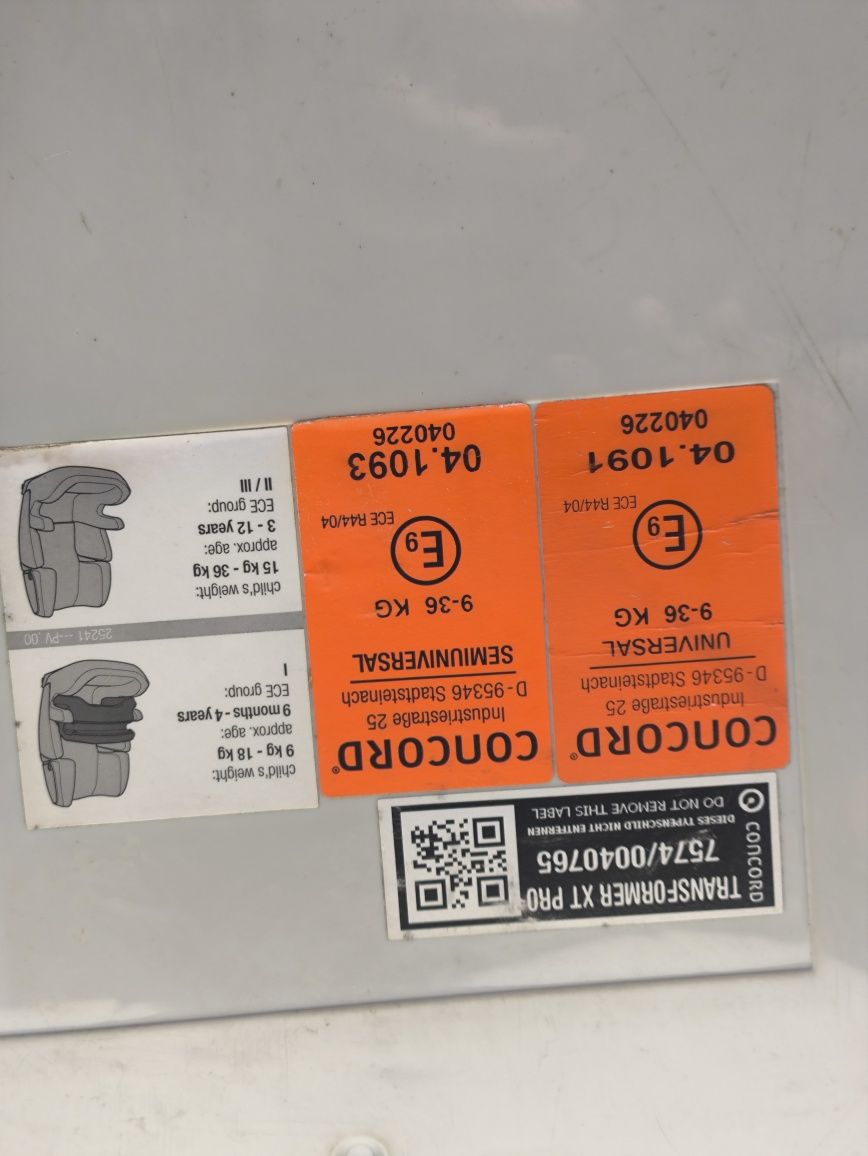 CONCORD
TRANSFORMER XT PRO
7574/0040765
DIESES TYPENSCHILD NICHT ENTFERNEN
DO NOT REMOVE THIS LABEL
CONCORD®
Industriestraße 25
D - 95346 Stadtsteinach
UNIVERSAL
9-36 KG
E9
ECE R44/04
04.1091
040226
CONCORD®
Industriestraße 25
D - 95346 Stadtsteinach
SEMIUNIVERSAL
9-36 KG
E9
ECE R44/04
04.1093
040226
child's weight:
9 kg - 18 kg
approx. age:
9 months - 4 years
ECE group:
I
25241 ---PV .00
child's weight:
15 kg - 36 kg
approx. age:
3 - 12 years
ECE group:
II / III